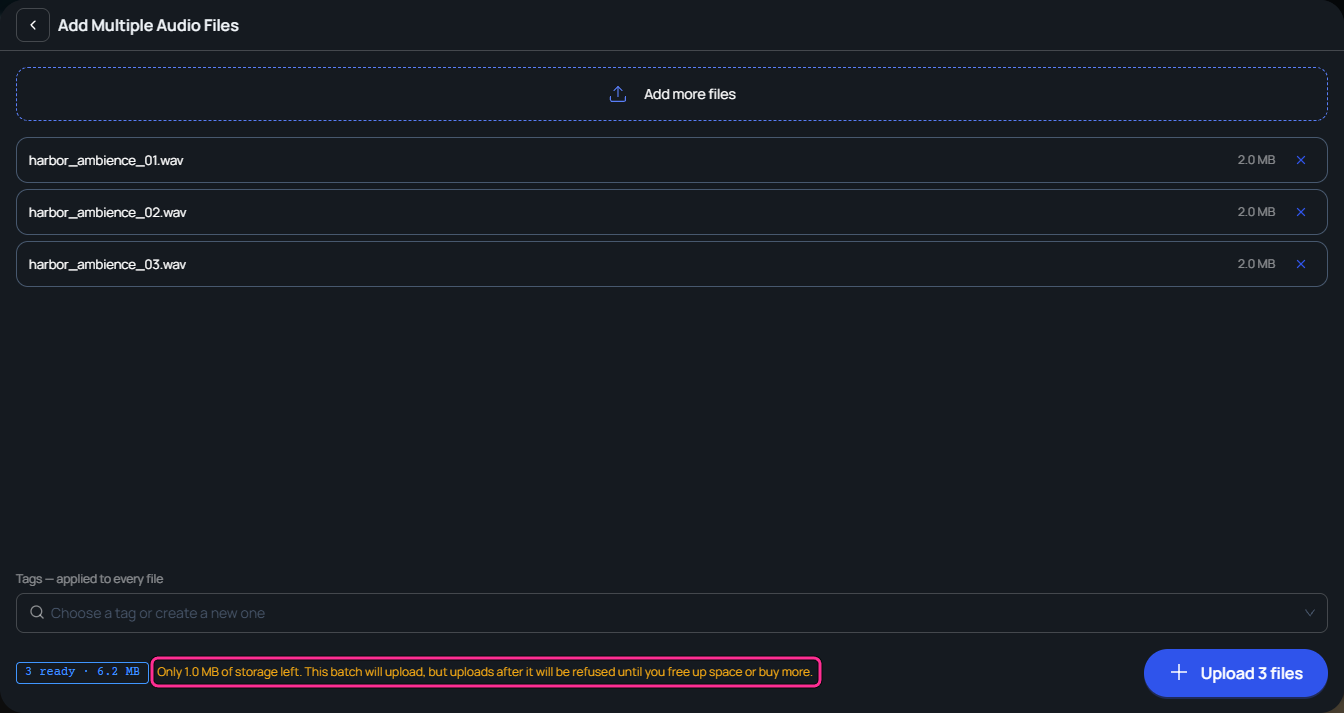 Add Multiple Audio Files
Add more files
harbor_ambience_01.wav 2.0 MB
harbor_ambience_02.wav 2.0 MB
harbor_ambience_03.wav 2.0 MB
Tags — applied to every file
Choose a tag or create a new one
3 ready · 6.2 MB Only 1.0 MB of storage left. This batch will upload, but uploads after it will be refused until you free up space or buy more.
Upload 3 files